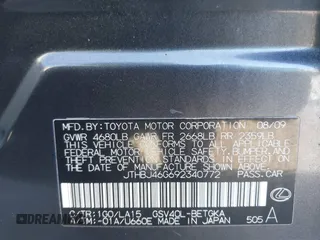 MFD. BY: TOYOTA MOTOR CORPORATION 08/09
GVWR 4680LB GAWR FR 2668LB RR 2359LB
THIS VEHICLE CONFORMS TO ALL APPLICABLE
FEDERAL MOTOR VEHICLE SAFETY, BUMPER, AND
THEFT PREVENTION STANDARDS IN EFFECT ON THE
DATE OF MANUFACTURE SHOWN ABOVE.
JTHBJ46G692340772 PASS.CAR
C/TR:1G0/LA15 GSV40L-BETGKA
A/TM:-01A/U660E MADE IN JAPAN 505 A